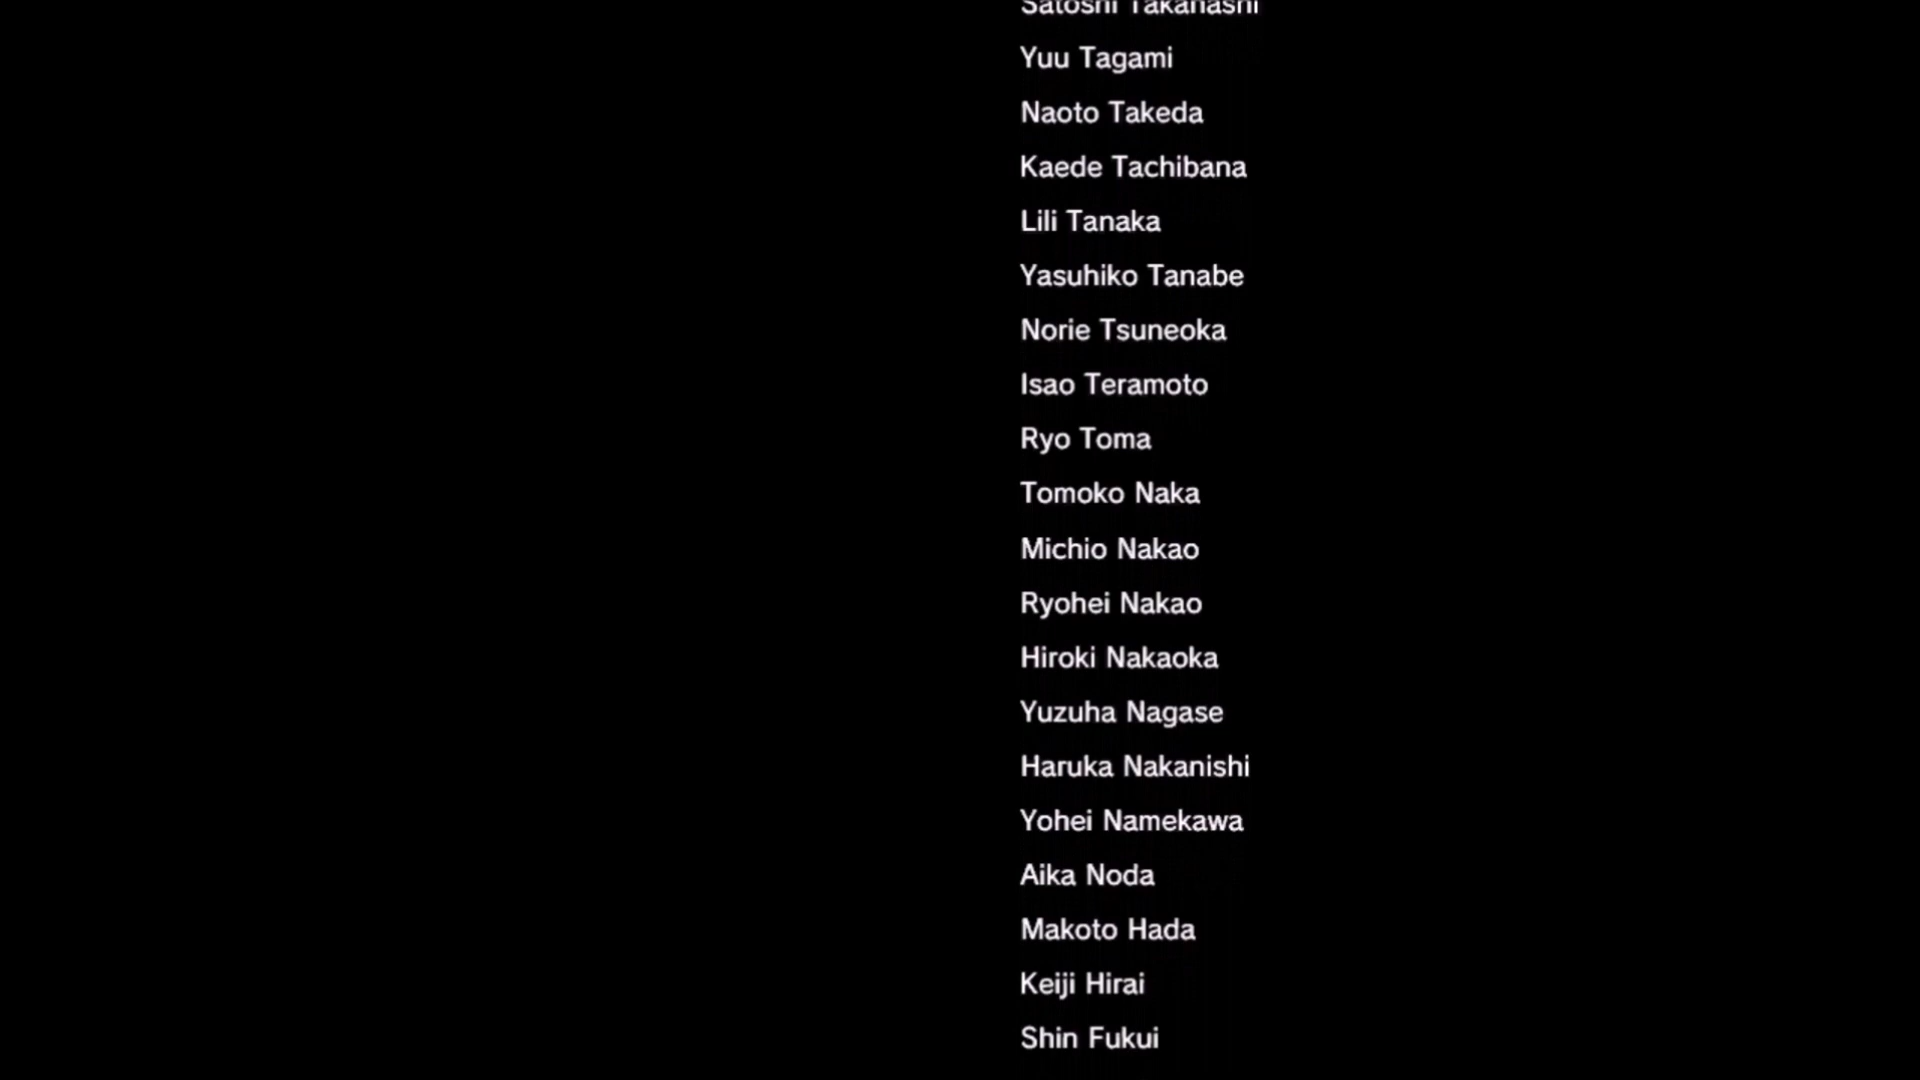 Satoshi Takahashi
Yuu Tagami
Naoto Takeda
Kaede Tachibana
Lili Tanaka
Yasuhiko Tanabe
Norie Tsuneoka
Isao Teramoto
Ryo Toma
Tomoko Naka
Michio Nakao
Ryohei Nakao
Hiroki Nakaoka
Yuzuha Nagase
Haruka Nakanishi
Yohei Namekawa
Aika Noda
Makoto Hada
Keiji Hirai
Shin Fukui